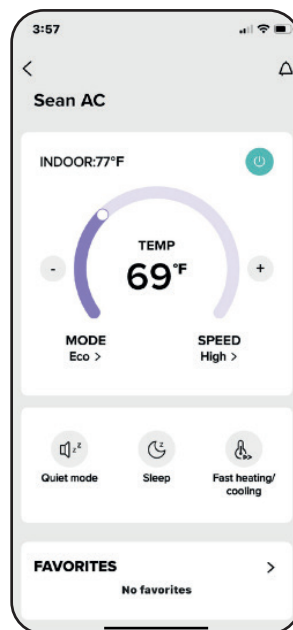 3:57
Sean AC
INDOOR:77°F
TEMP
- 69°F +
MODE SPEED
Eco > High >
Quiet mode Sleep Fast heating/
cooling
FAVORITES >
No favorites